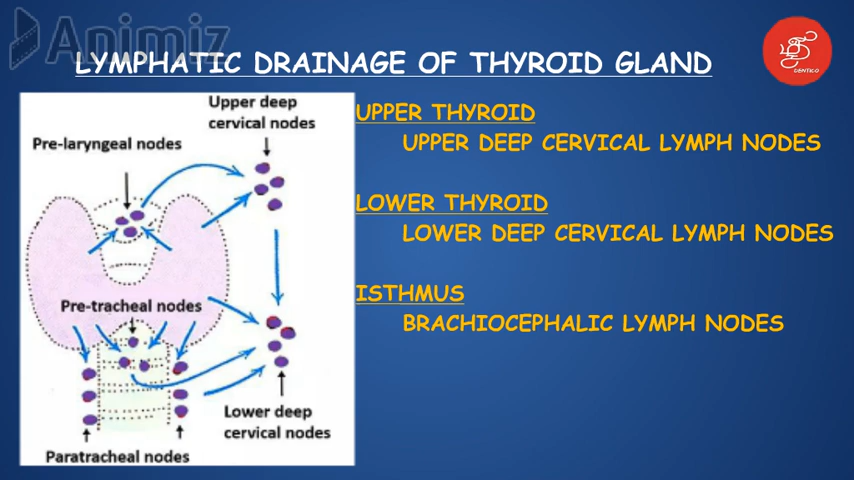 Animiz
LYMPHATIC DRAINAGE OF THYROID GLAND
DENTICO
Upper deep
cervical nodes
Pre-laryngeal nodes
Pre-tracheal nodes
Lower deep
cervical nodes
Paratracheal nodes
UPPER THYROID
UPPER DEEP CERVICAL LYMPH NODES
LOWER THYROID
LOWER DEEP CERVICAL LYMPH NODES
ISTHMUS
BRACHIOCEPHALIC LYMPH NODES